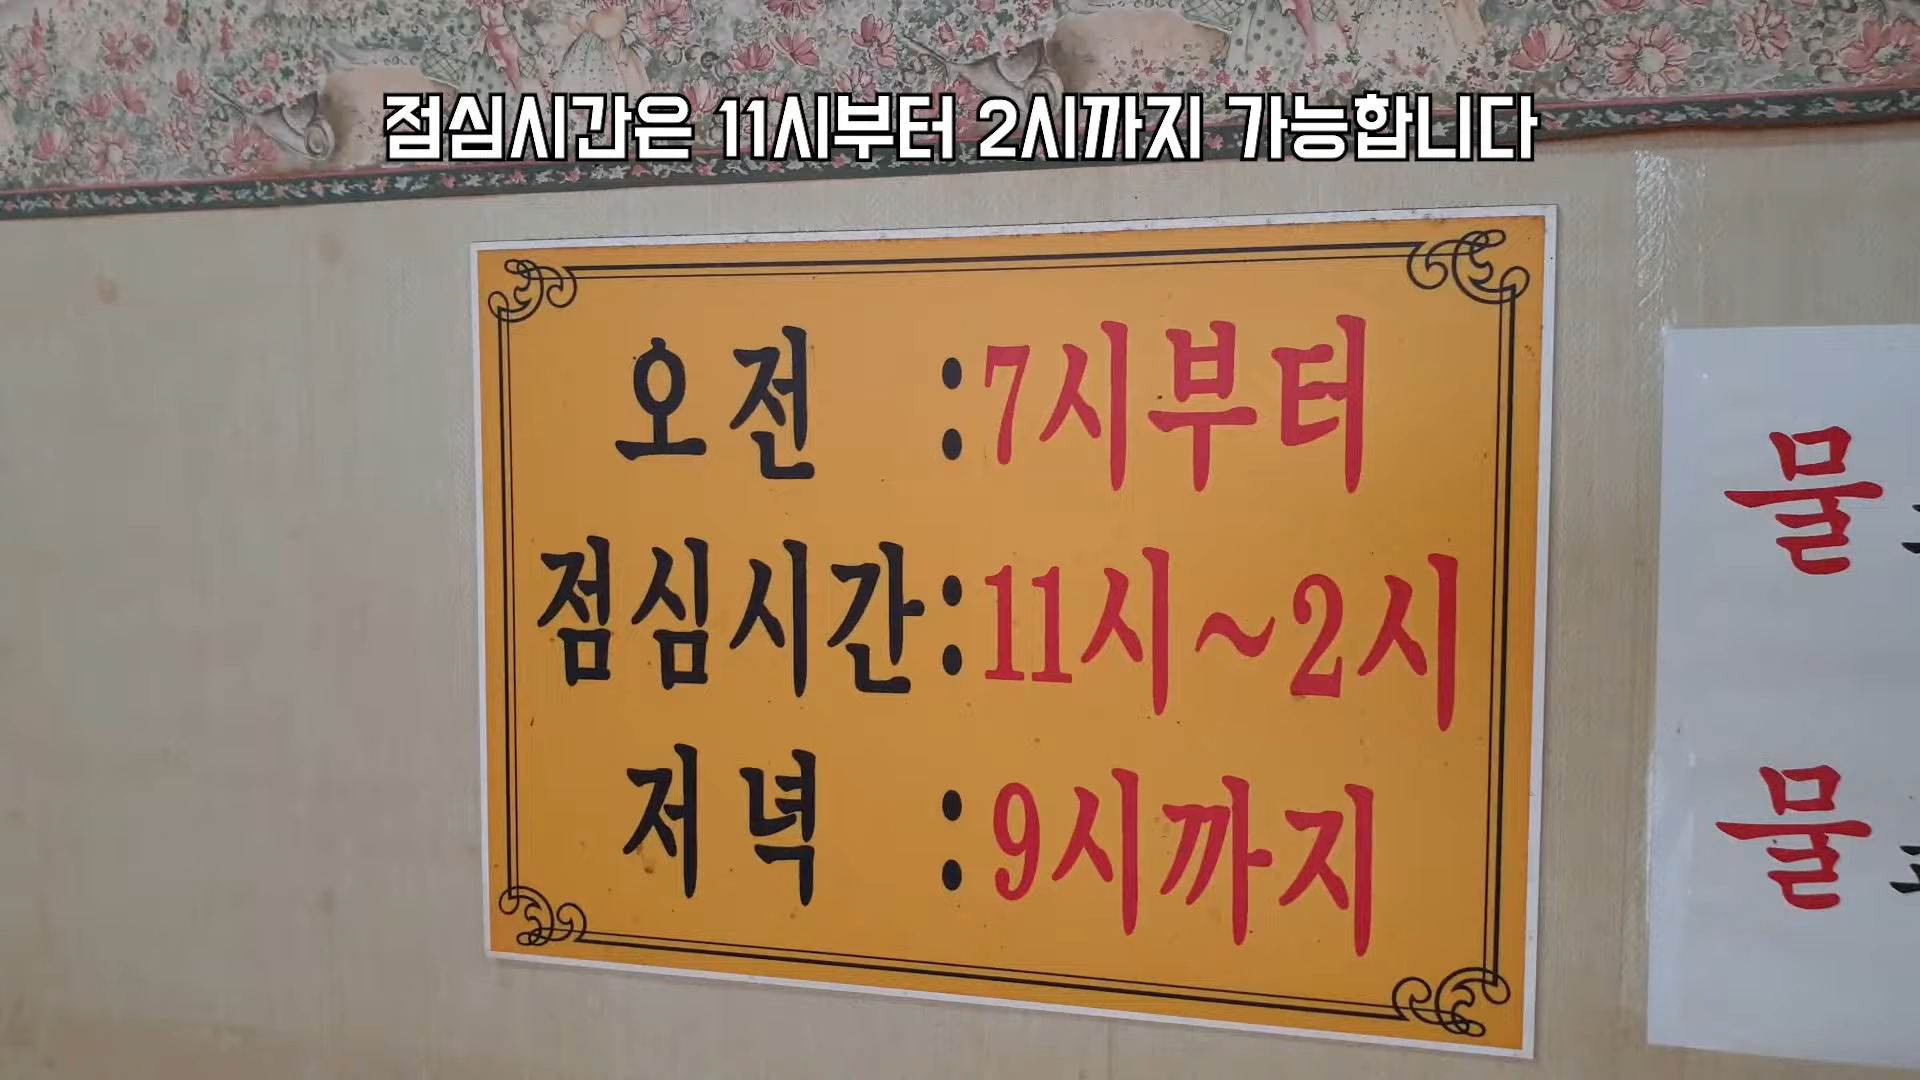 점심시간은 11시부터 2시까지 가능합니다
오전 : 7시부터
점심시간 : 11시~2시
저녁 : 9시까지
물
물